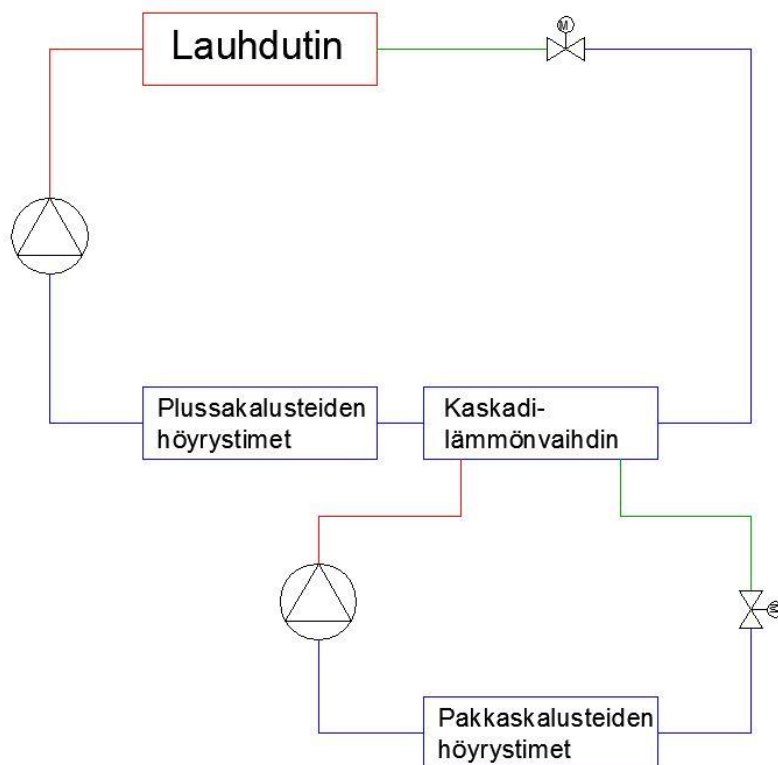 Lauhdutin
M
Plussakalusteiden
höyrystimet
Kaskadi-
lämmönvaihdin
M
Pakkaskalusteiden
höyrystimet